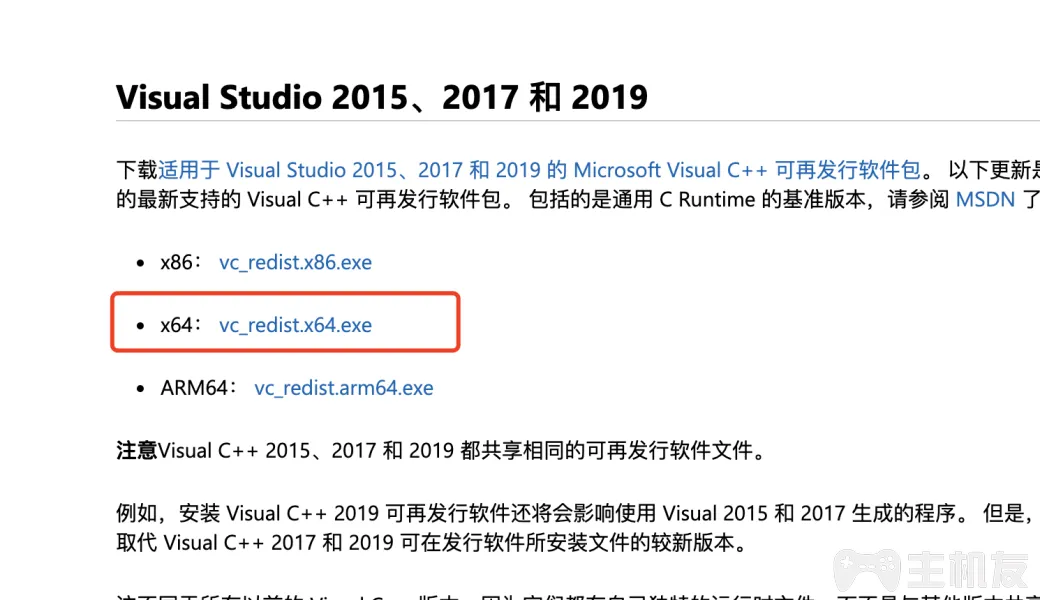 Visual Studio 2015、2017 和 2019
下载适用于 Visual Studio 2015、2017 和 2019 的 Microsoft Visual C++ 可再发行软件包。 以下更新是
的最新支持的 Visual C++ 可再发行软件包。 包括的是通用 C Runtime 的基准版本，请参阅 MSDN 了
• x86： vc_redist.x86.exe
• x64： vc_redist.x64.exe
• ARM64： vc_redist.arm64.exe
注意Visual C++ 2015、2017 和 2019 都共享相同的可再发行软件文件。
例如，安装 Visual C++ 2019 可再发行软件还将会影响使用 Visual 2015 和 2017 生成的程序。 但是，
取代 Visual C++ 2017 和 2019 可在发行软件所安装文件的较新版本。
主机友